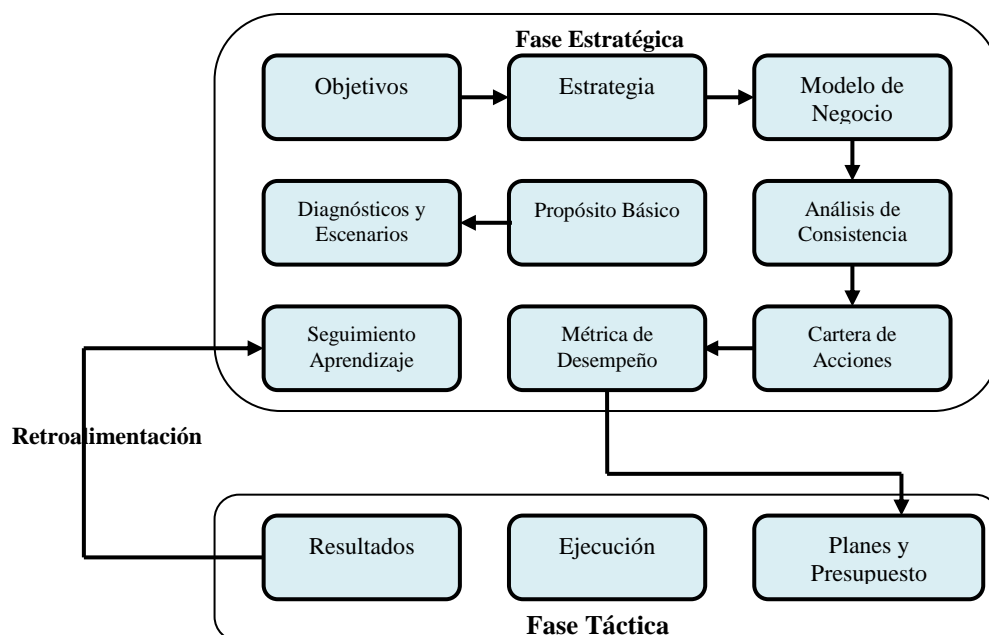 Fase Estratégica
Objetivos
Estrategia
Modelo de
Negocio
Diagnósticos y
Escenarios
Propósito Básico
Análisis de
Consistencia
Seguimiento
Aprendizaje
Métrica de
Desempeño
Cartera de
Acciones
Retroalimentación
Resultados
Ejecución
Planes y
Presupuesto
Fase Táctica